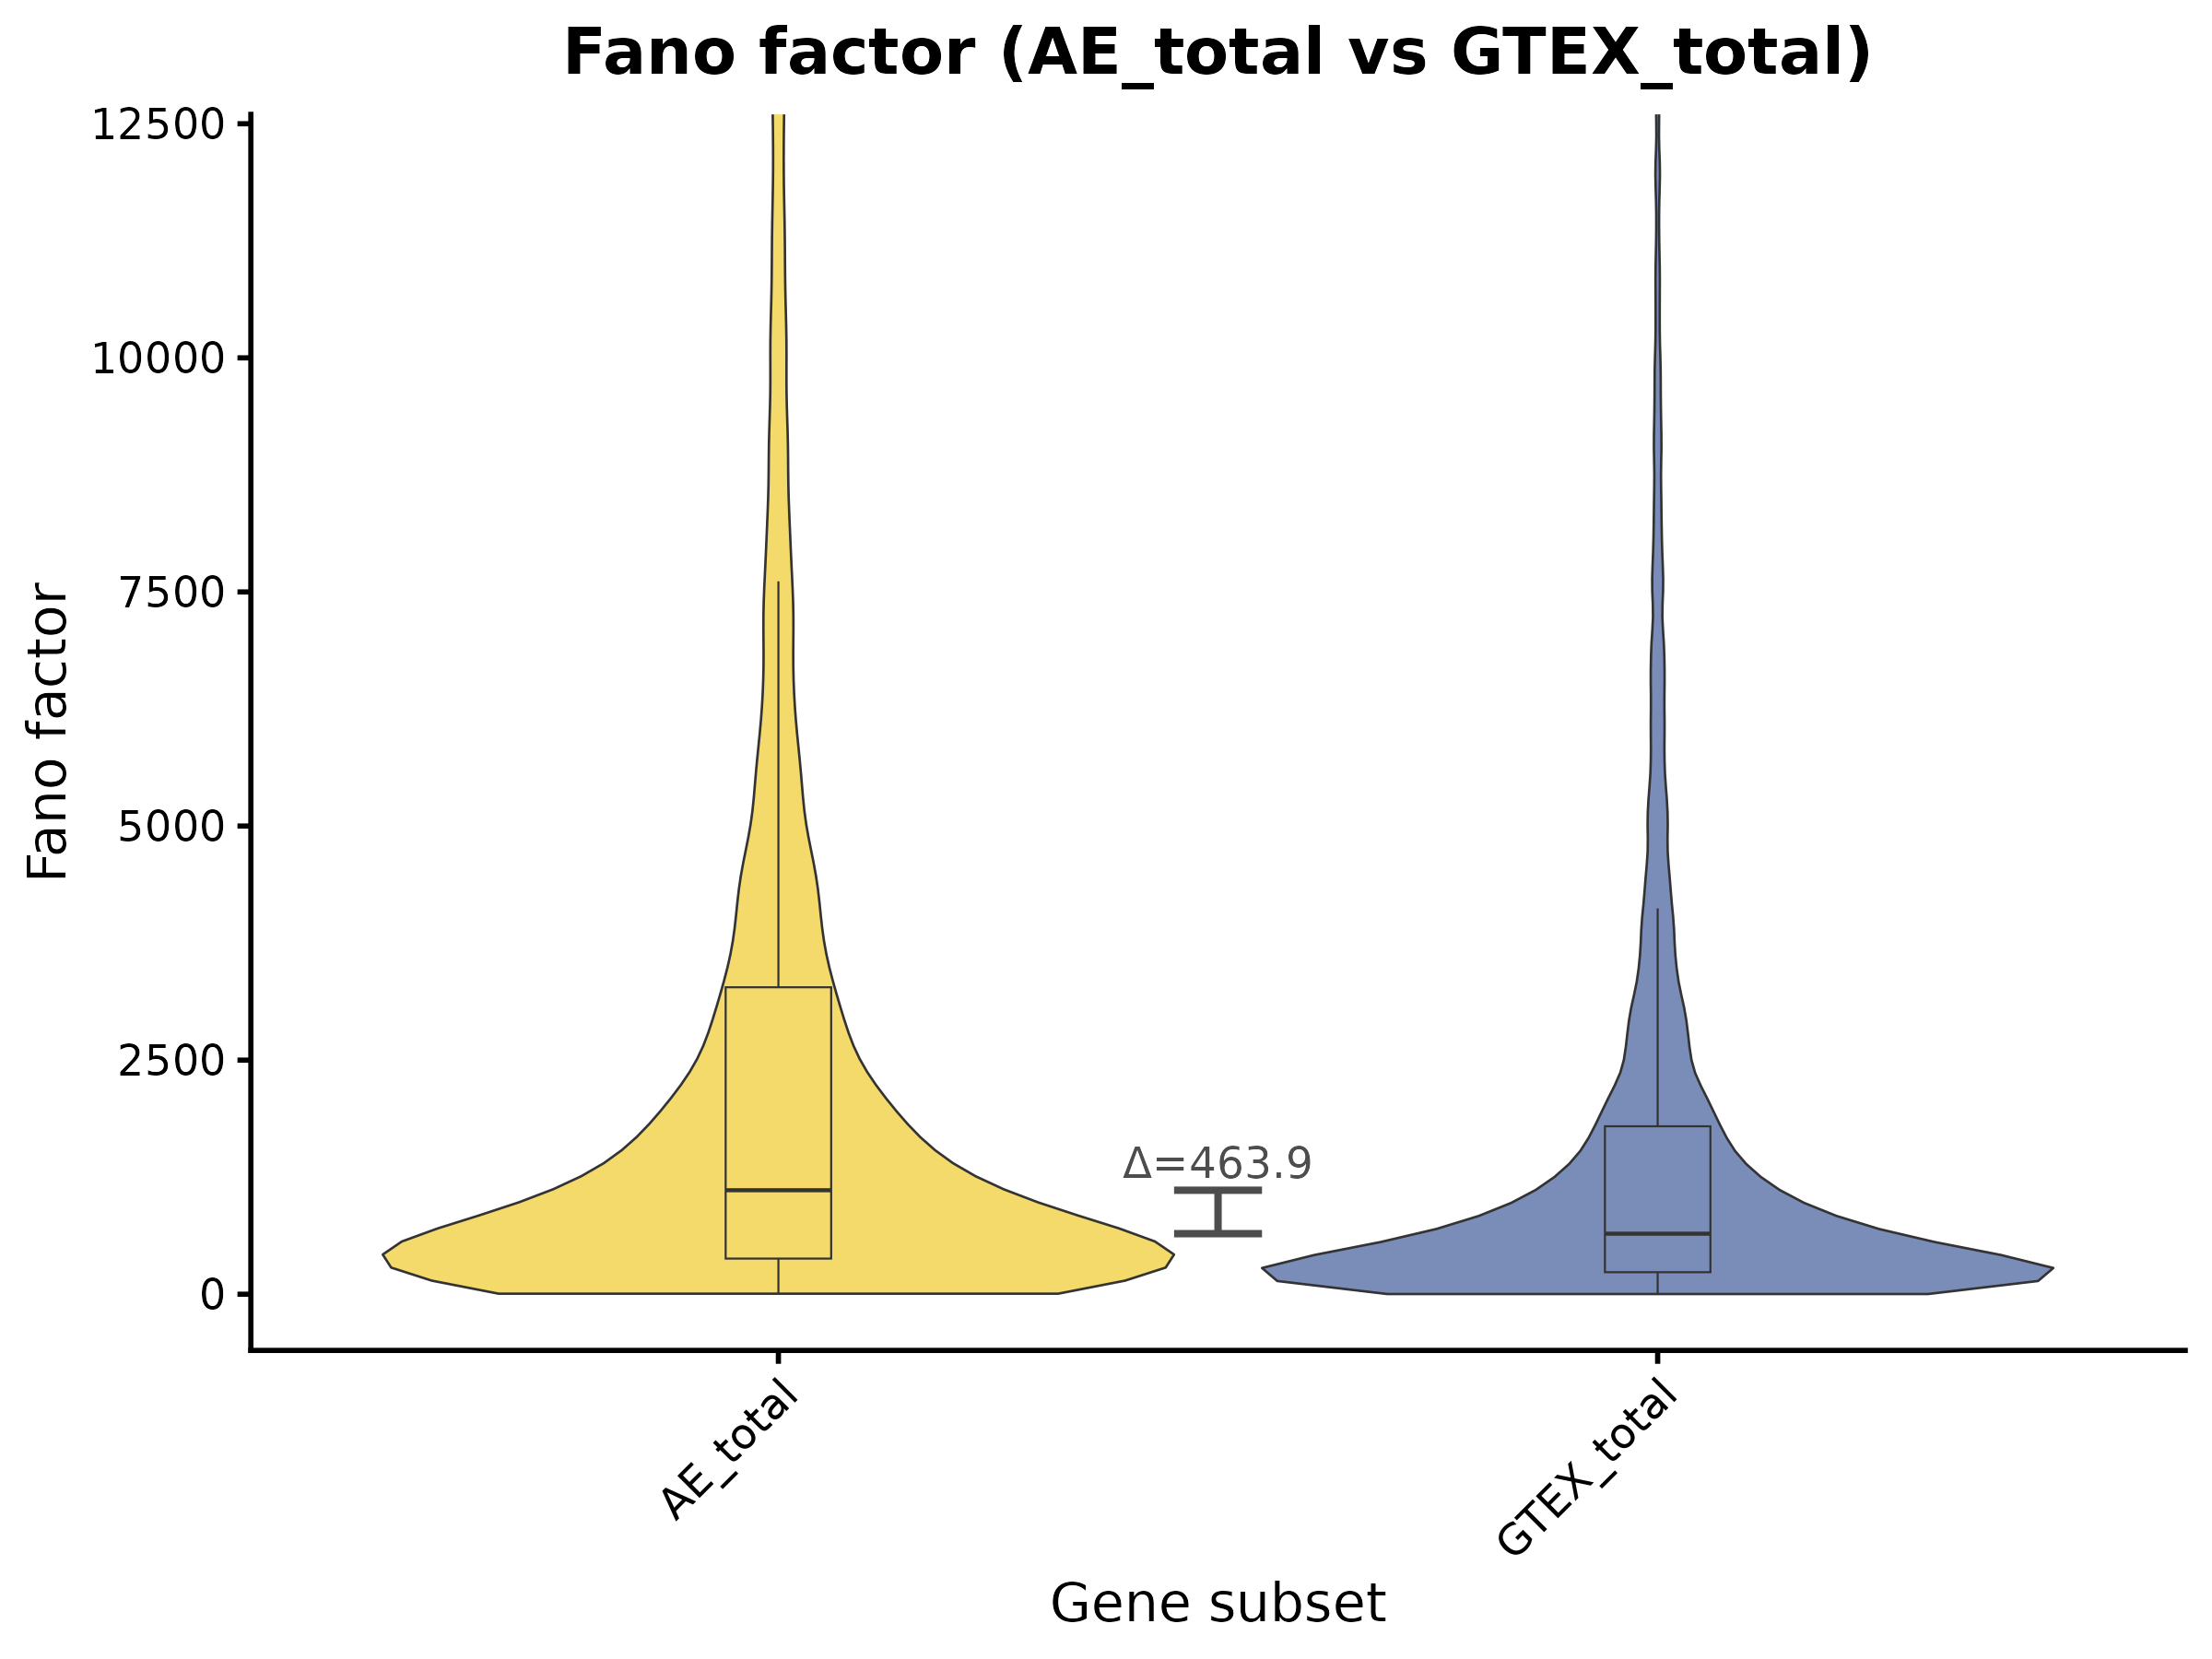 Fano factor (AE_total vs GTEX_total)
Fano factor
12500
10000
7500
5000
2500
0
Δ=463.9
AE_total
GTEX_total
Gene subset